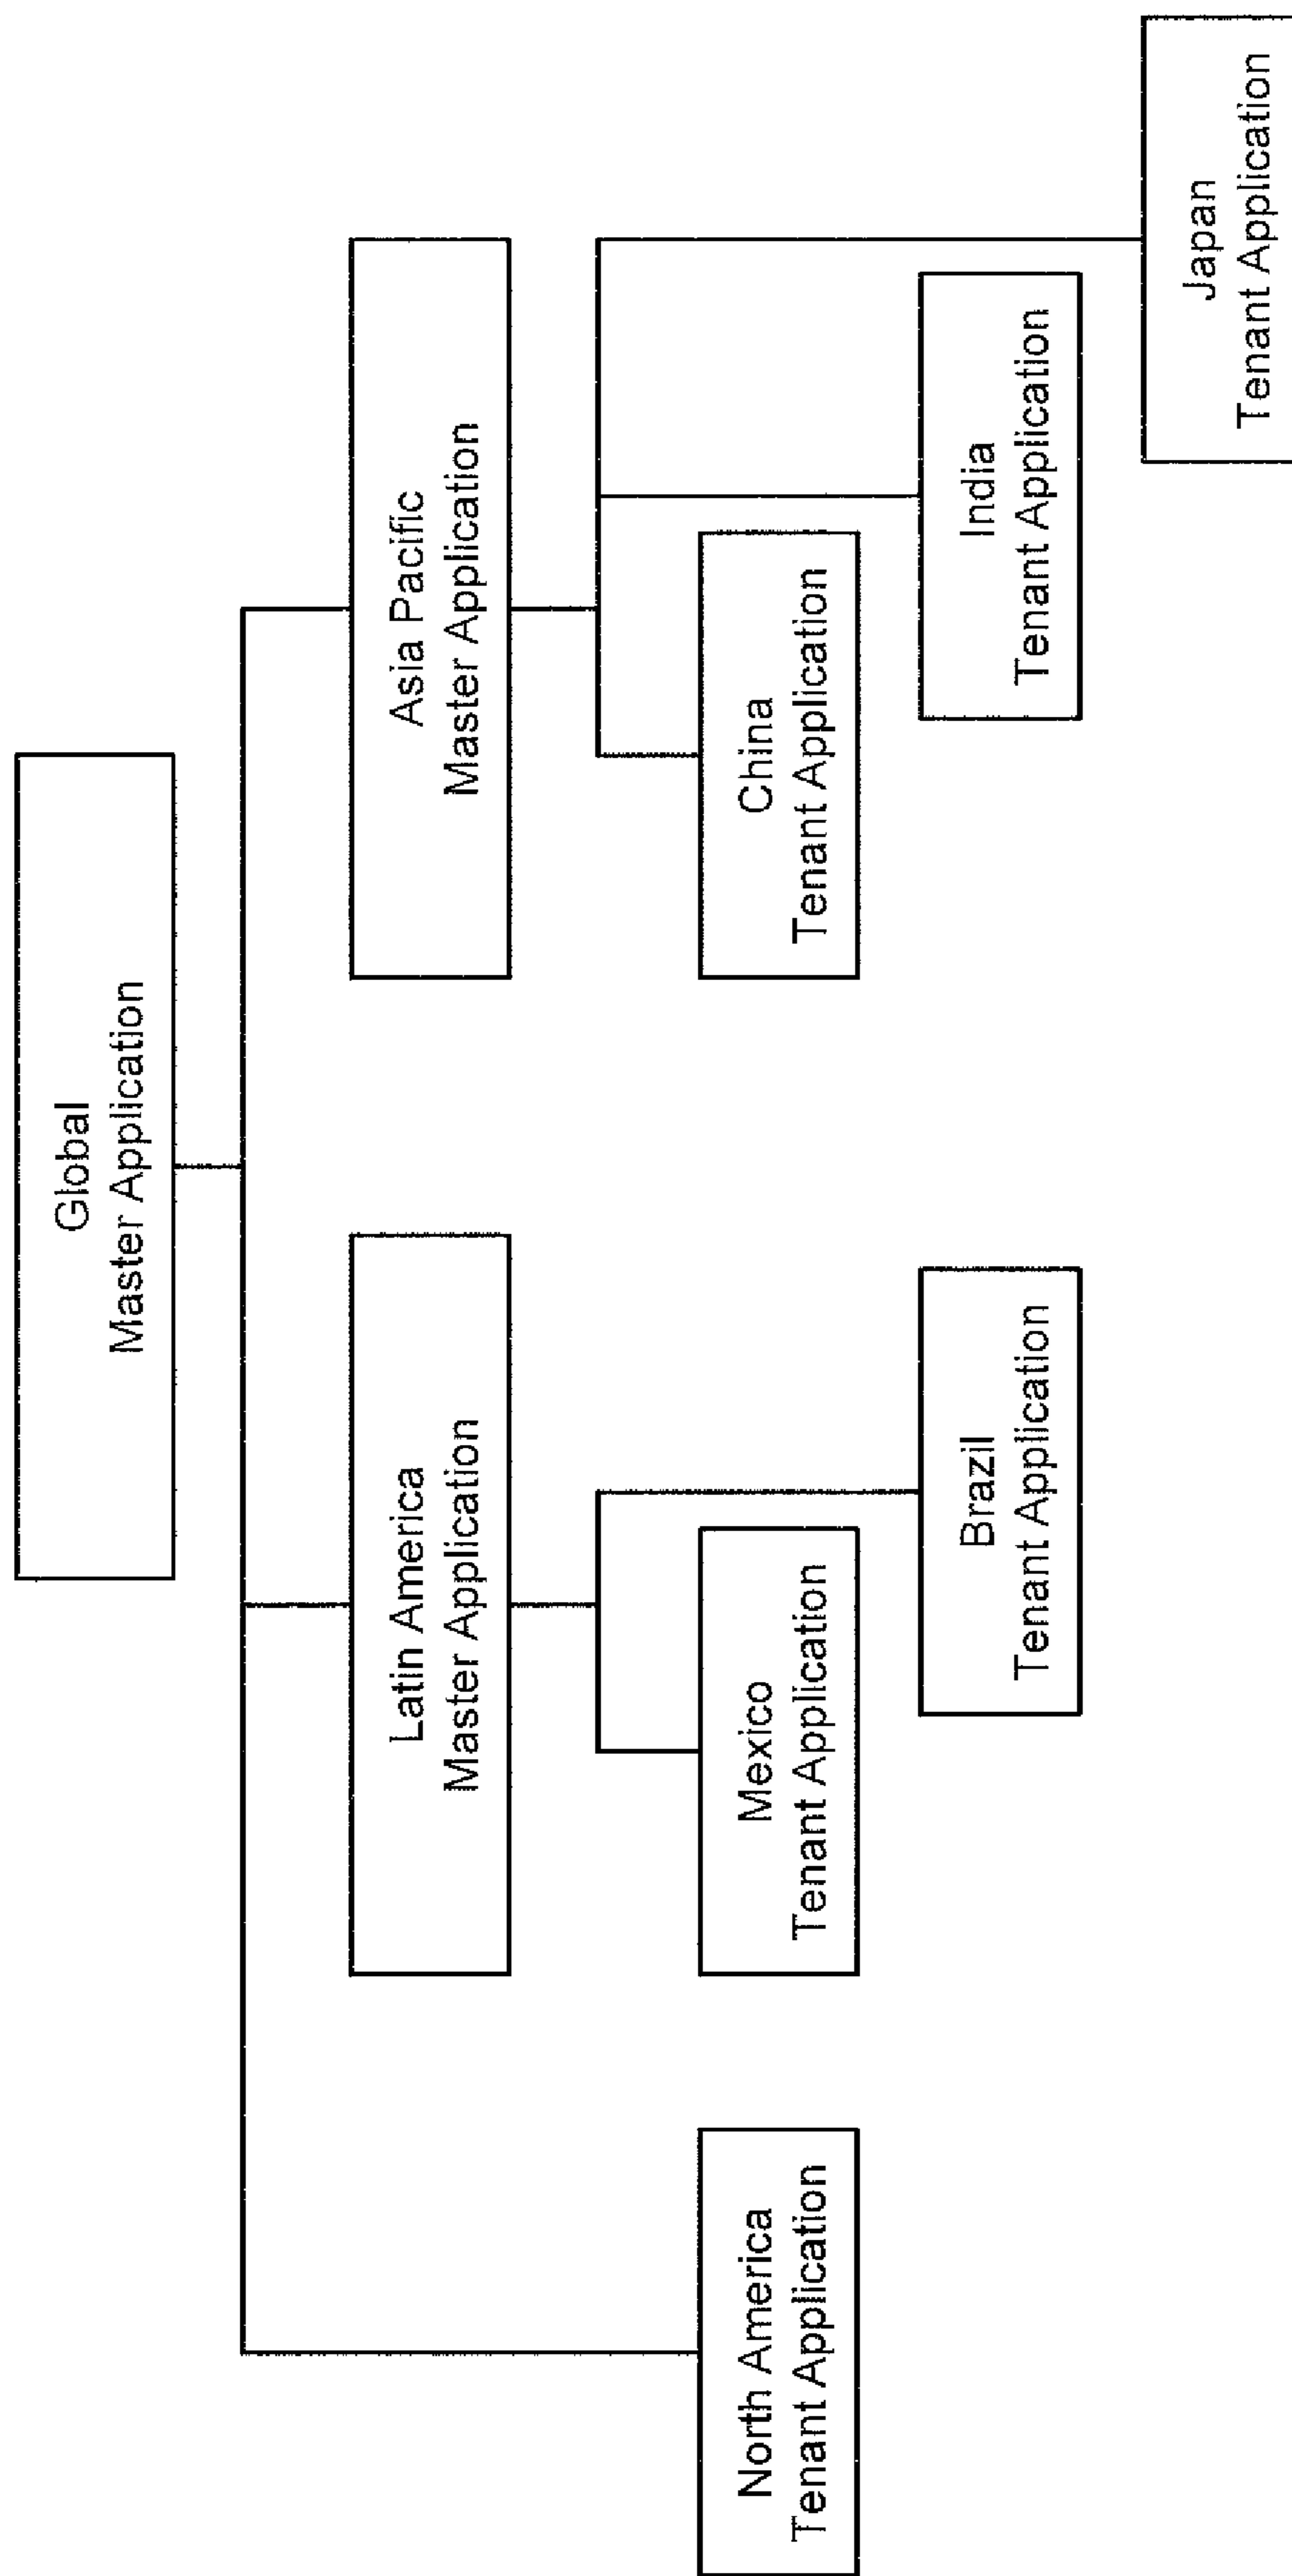 Global
Master Application
Latin America
Master Application
Asia Pacific
Master Application
North America
Tenant Application
Mexico
Tenant Application
China
Tenant Application
Brazil
Tenant Application
India
Tenant Application
Japan
Tenant Application